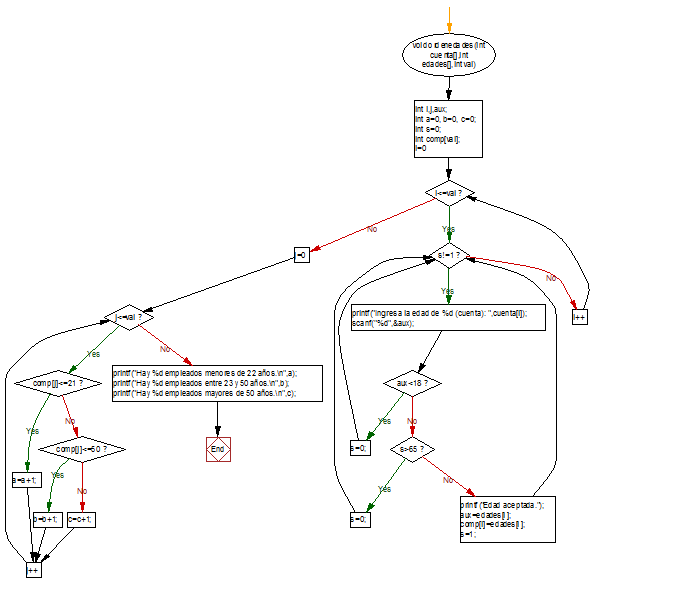 void ordenedades(int
cuenta[],int
edades[],int val)
int i,j,aux;
int a=0, b=0, c=0;
int s=0;
int comp[val];
i=0
i<=val ?
No
Yes
j=0
s!=1 ?
Yes
No
i++
printf("Ingresa la edad de %d (cuenta): ",cuenta[i]);
scanf("%d",&aux);
j<=val ?
Yes
No
printf("Hay %d empleados menores de 22 años.\n",a);
printf("Hay %d empleados entre 23 y 50 años.\n",b);
printf("Hay %d empleados mayores de 50 años.\n",c);
comp[j]<=21 ?
Yes
No
aux<18 ?
Yes
No
comp[j]<=50 ?
Yes
No
End
s=0;
s>65 ?
Yes
No
a=a+1;
b=b+1;
c=c+1;
s=0;
printf("Edad aceptada.");
aux=edades[i];
comp[i]=edades[i];
s=1;
j++